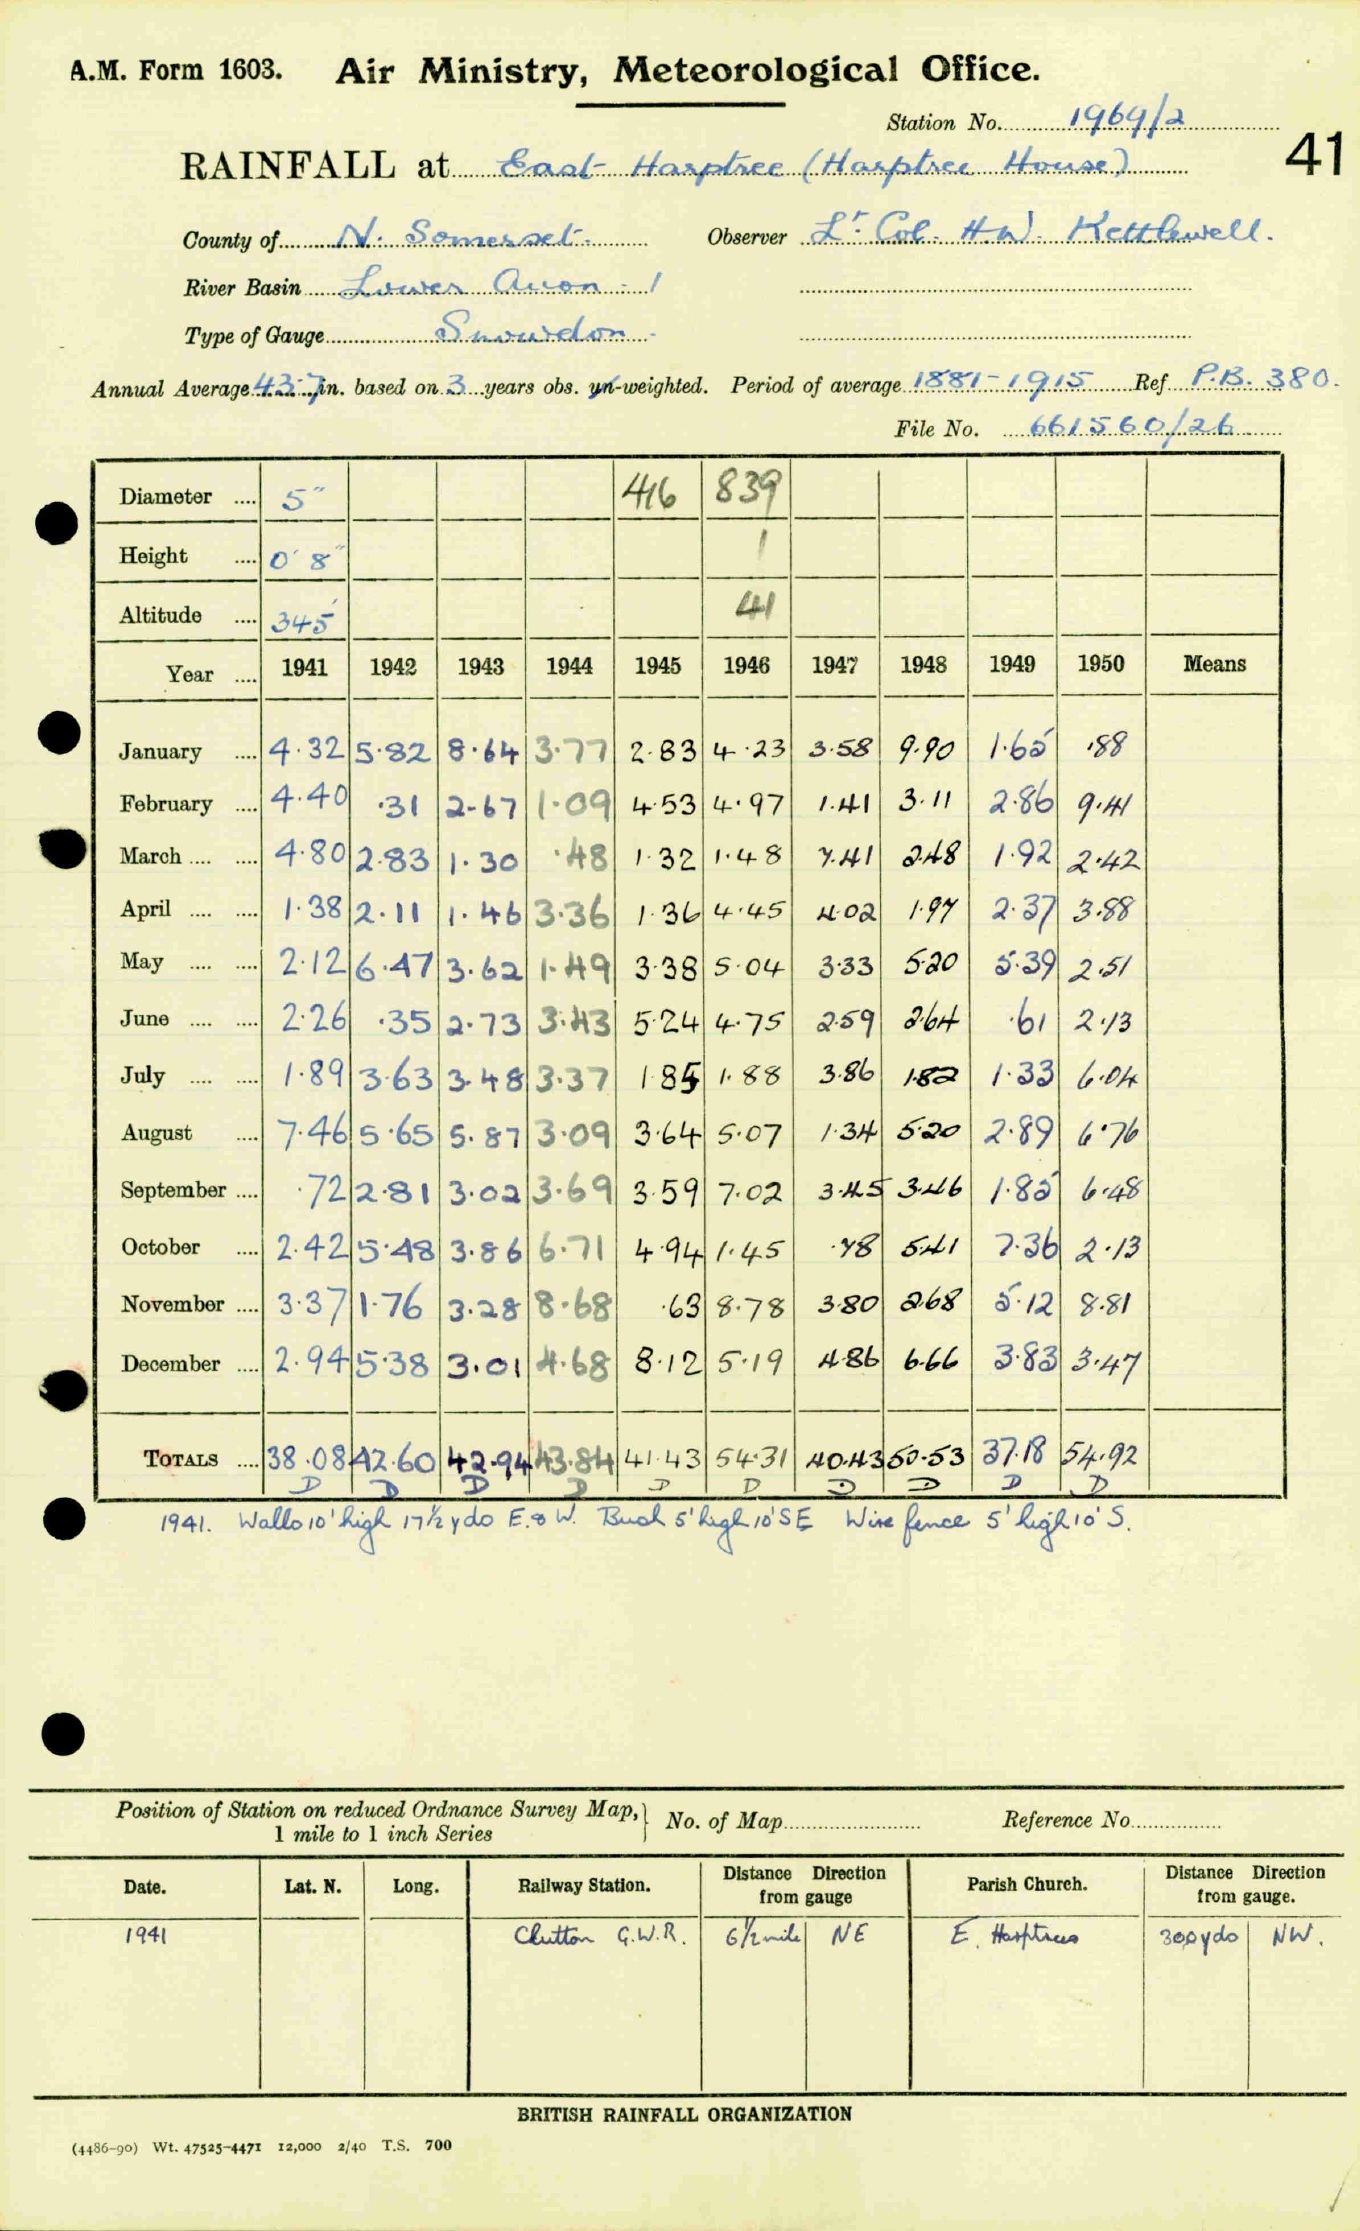 A.M. Form 1603. Air Ministry, Meteorological Office.
Station No. 1969/2
41
RAINFALL at East Harptree (Harptree House)
County of N. Somerset. Observer Lt. Col. H.W. Kettlewell.
River Basin Lower Avon - 1
Type of Gauge Snowdon.
Annual Average 43.7 in. based on 3 years obs. un-weighted. Period of average 1881-1915 Ref P.B. 380.
File No. 661560/26
Diameter .... 5" 416 839
Height .... 0' 8" 1
Altitude .... 345' 41
Year .... 1941 1942 1943 1944 1945 1946 1947 1948 1949 1950 Means
January .... 4.32 5.82 8.64 3.77 2.83 4.23 3.58 9.90 1.65 .88
February .... 4.40 .31 2.67 1.09 4.53 4.97 1.41 3.11 2.86 9.41
March .... .... 4.80 2.83 1.30 .48 1.32 1.48 7.41 2.48 1.92 2.42
April .... .... 1.38 2.11 1.46 3.36 1.36 4.45 4.02 1.97 2.37 3.88
May .... .... 2.12 6.47 3.62 1.49 3.38 5.04 3.33 5.20 5.39 2.51
June .... .... 2.26 .35 2.73 3.43 5.24 4.75 2.59 2.64 .61 2.13
July .... .... 1.89 3.63 3.48 3.37 1.85 1.88 3.86 1.82 1.33 6.04
August .... 7.46 5.65 5.87 3.09 3.64 5.07 1.34 5.20 2.89 6.76
September .... .72 2.81 3.02 3.69 3.59 7.02 3.45 3.46 1.85 6.48
October .... 2.42 5.48 3.86 6.71 4.94 1.45 .78 5.41 7.36 2.13
November .... 3.37 1.76 3.28 8.68 .63 8.78 3.80 2.68 5.12 8.81
December .... 2.94 5.38 3.01 4.68 8.12 5.19 4.86 6.66 3.83 3.47
TOTALS .... 38.08 42.60 42.94 43.84 41.43 54.31 40.43 50.53 37.18 54.92
D D D D D D D D D D
1941. Walls 10' high 17½ yds E. & W. Bush 5' high 10' SE Wire fence 5' high 10' S.
Position of Station on reduced Ordnance Survey Map, 1 mile to 1 inch Series } No. of Map Reference No.
Date. Lat. N. Long. Railway Station. Distance Direction from gauge Parish Church. Distance Direction from gauge.
1941 Clutton G.W.R. 6½ mile NE E. Harptree 300 yds NW.
BRITISH RAINFALL ORGANIZATION
(4486-90) Wt. 47525-4471 12,000 2/40 T.S. 700